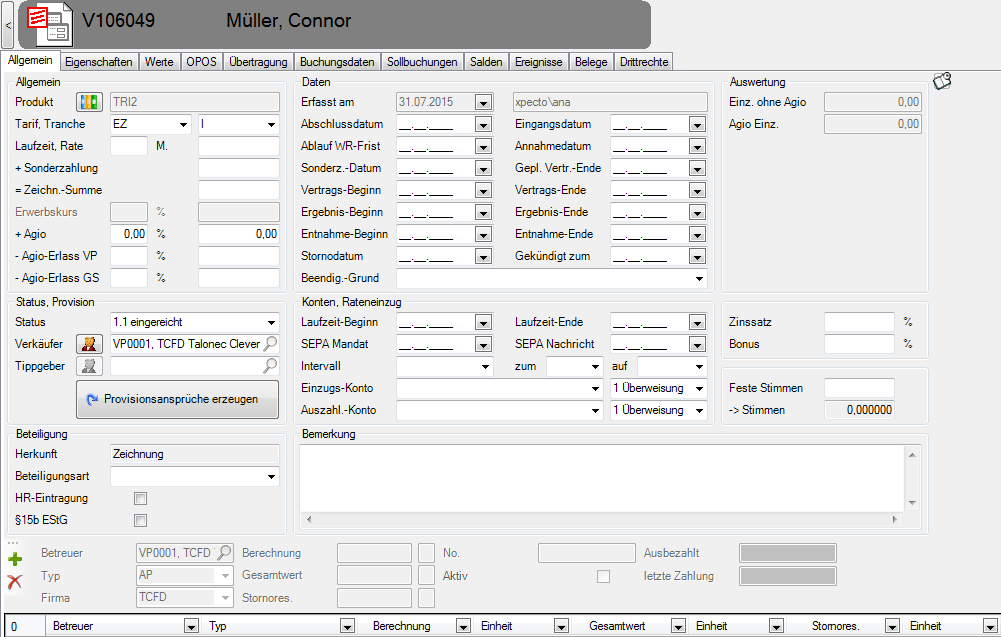 < V106049 Müller, Connor
Allgemein Eigenschaften Werte OPOS Übertragung Buchungsdaten Sollbuchungen Salden Ereignisse Belege Drittrechte
Allgemein Daten Auswertung
Produkt TRI2 Erfasst am 31.07.2015 xpecto\ana Einz. ohne Agio 0,00
Tarif, Tranche EZ I Abschlussdatum __.__.____ Eingangsdatum __.__.____ Agio Einz. 0,00
Laufzeit, Rate M. Ablauf WR-Frist __.__.____ Annahmedatum __.__.____
+ Sonderzahlung Sonderz.-Datum __.__.____ Gepl. Vertr.-Ende __.__.____
= Zeichn.-Summe Vertrags-Beginn __.__.____ Vertrags-Ende __.__.____
Erwerbskurs % Ergebnis-Beginn __.__.____ Ergebnis-Ende __.__.____
+ Agio 0,00 % 0,00 Entnahme-Beginn __.__.____ Entnahme-Ende __.__.____
- Agio-Erlass VP % Stornodatum __.__.____ Gekündigt zum __.__.____
- Agio-Erlass GS % Beendig.-Grund
Status, Provision Konten, Rateneinzug
Status 1.1 eingereicht Laufzeit-Beginn __.__.____ Laufzeit-Ende __.__.____ Zinssatz %
Verkäufer VP0001, TCFD Talonec Clever SEPA Mandat __.__.____ SEPA Nachricht __.__.____ Bonus %
Tippgeber Intervall zum auf
Provisionsansprüche erzeugen Einzugs-Konto 1 Überweisung Feste Stimmen
Auszahl.-Konto 1 Überweisung -> Stimmen 0,000000
Beteiligung Bemerkung
Herkunft Zeichnung
Beteiligungsart
HR-Eintragung
§15b EStG
Betreuer VP0001, TCFD Berechnung No. Ausbezahlt
Typ AP Gesamtwert Aktiv letzte Zahlung
Firma TCFD Stornores.
0 Betreuer Typ Berechnung Einheit Gesamtwert Einheit Stornores. Einheit